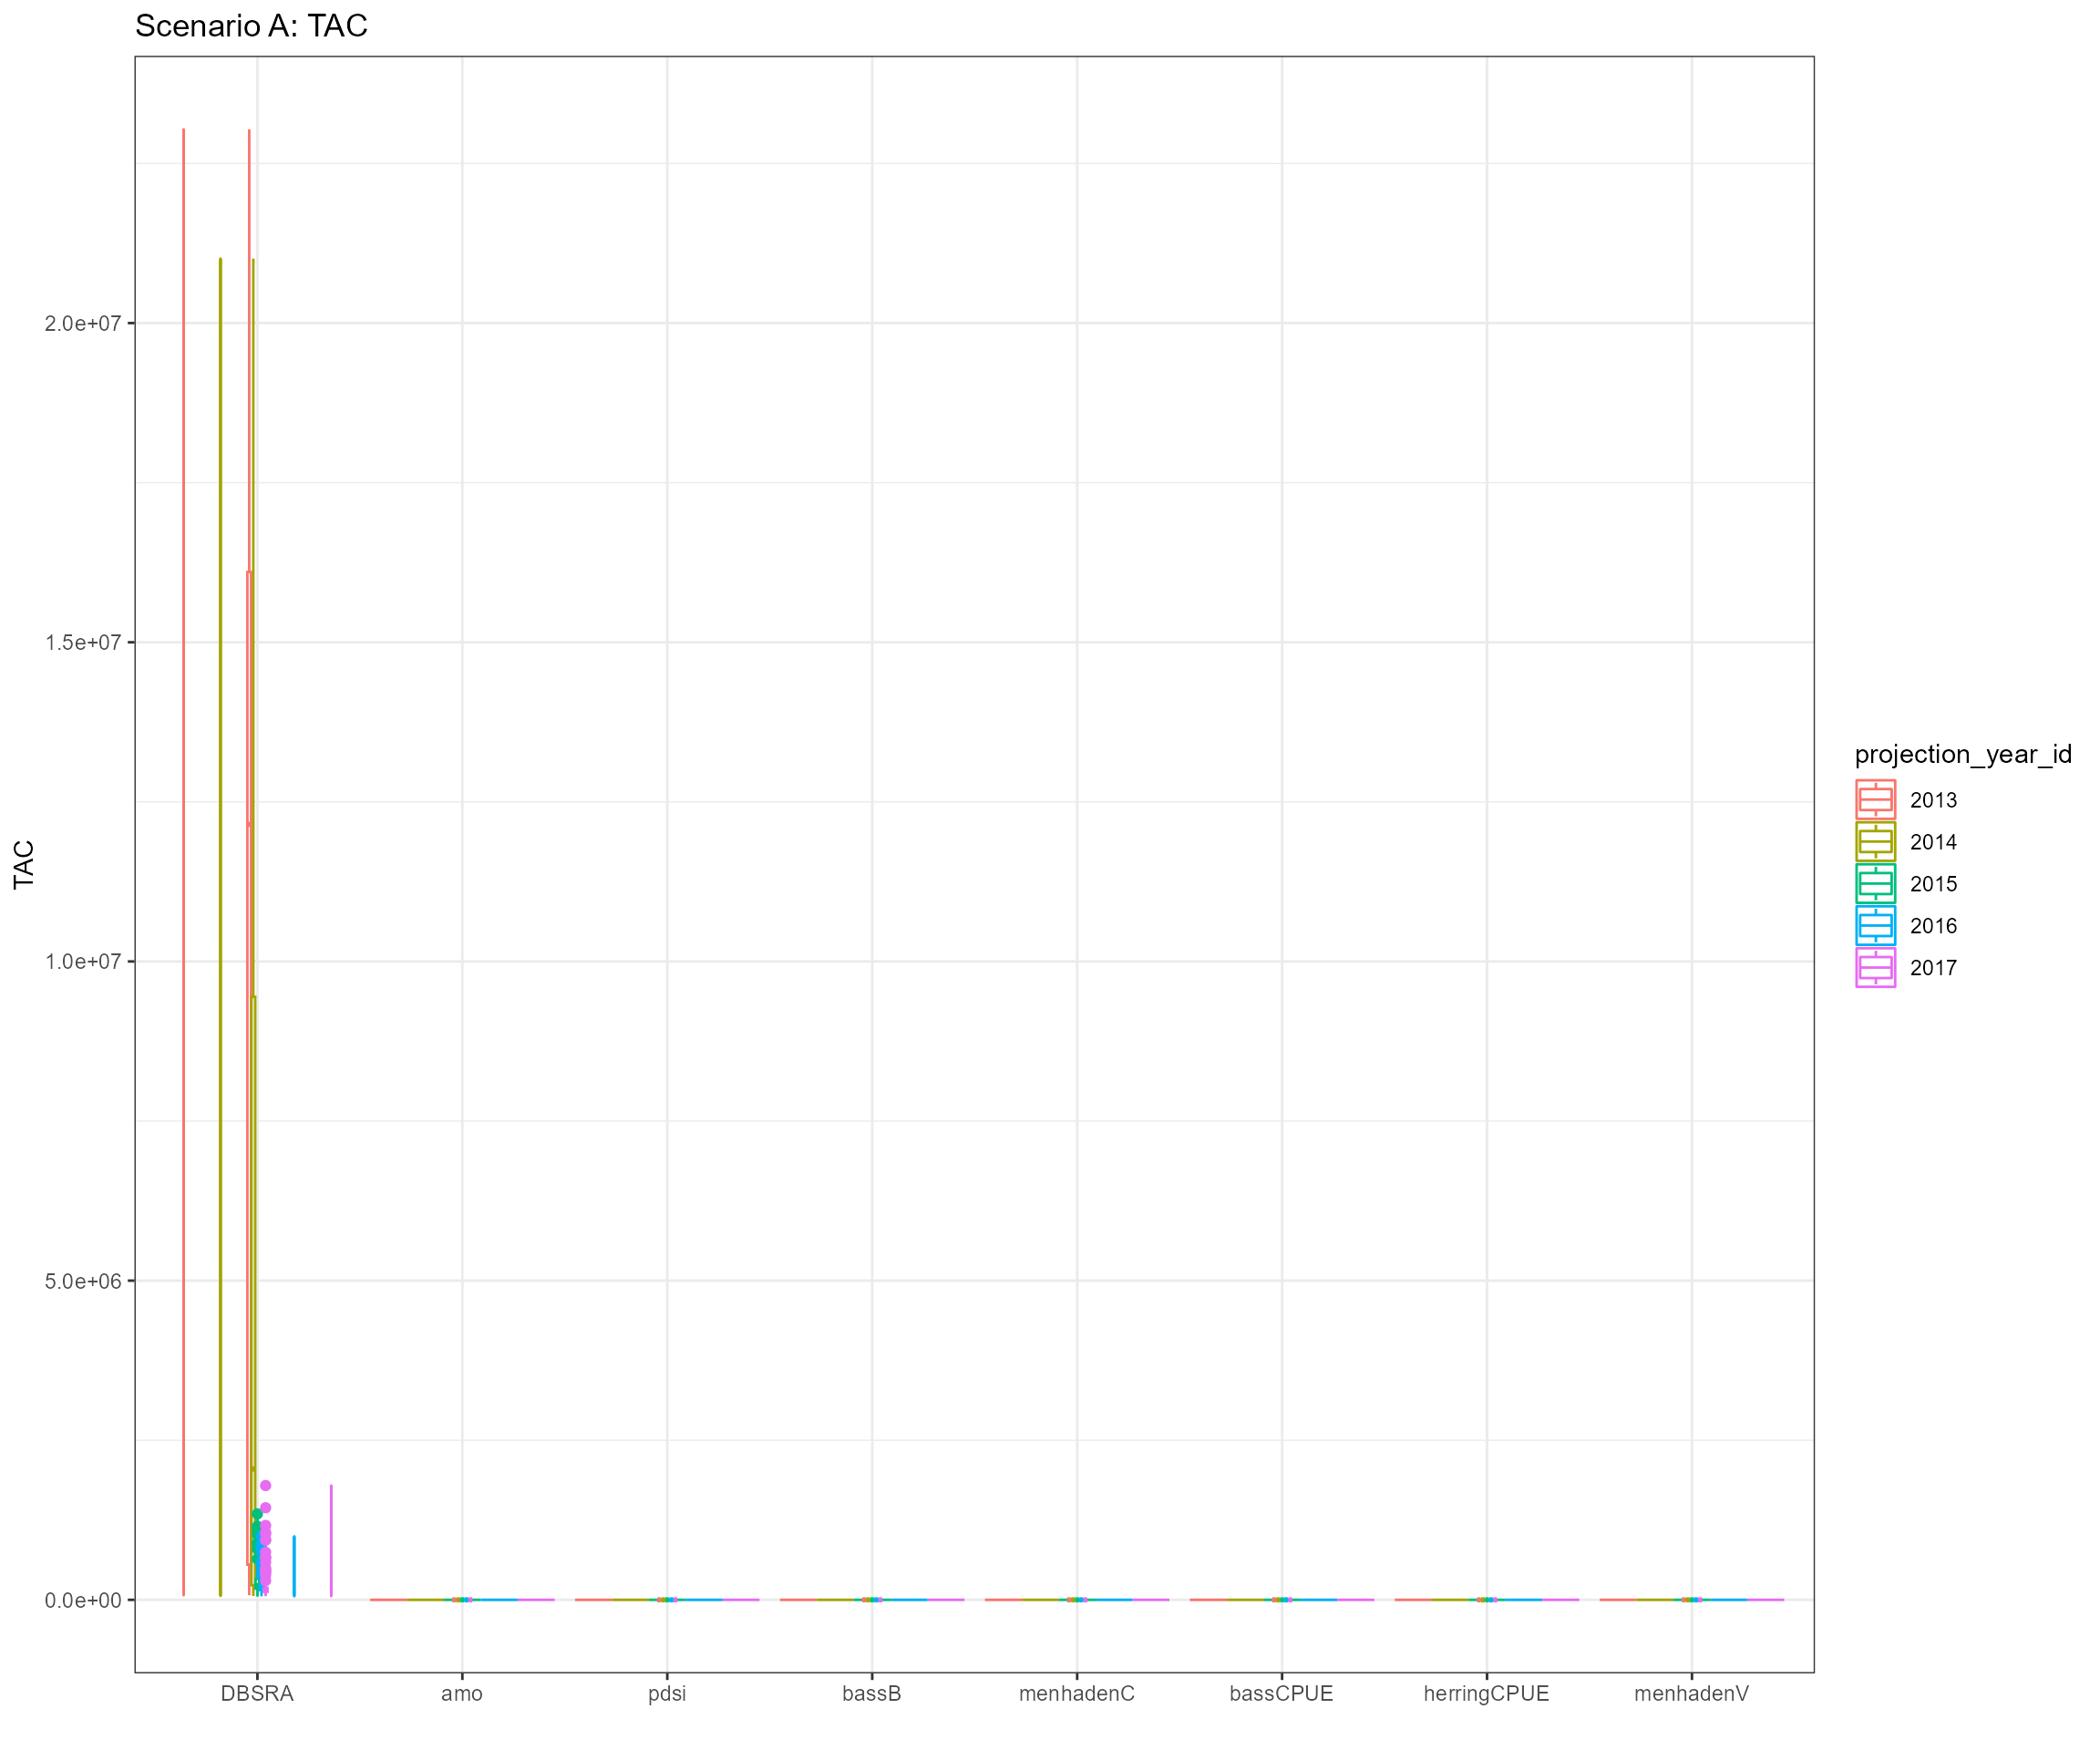 Scenario A: TAC
TAC
2.0e+07
1.5e+07
1.0e+07
5.0e+06
0.0e+00
DBSRA
amo
pdsi
bassB
menhadenC
bassCPUE
herringCPUE
menhadenV
projection_year_id
2013
2014
2015
2016
2017